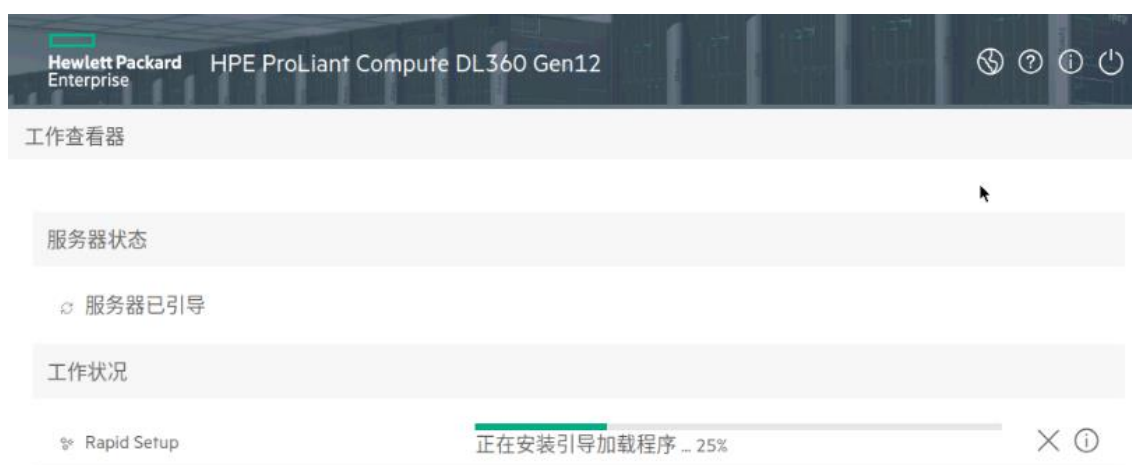 Hewlett Packard
Enterprise
HPE ProLiant Compute DL360 Gen12
工作查看器
服务器状态
服务器已引导
工作状况
Rapid Setup
正在安装引导加载程序 ... 25%